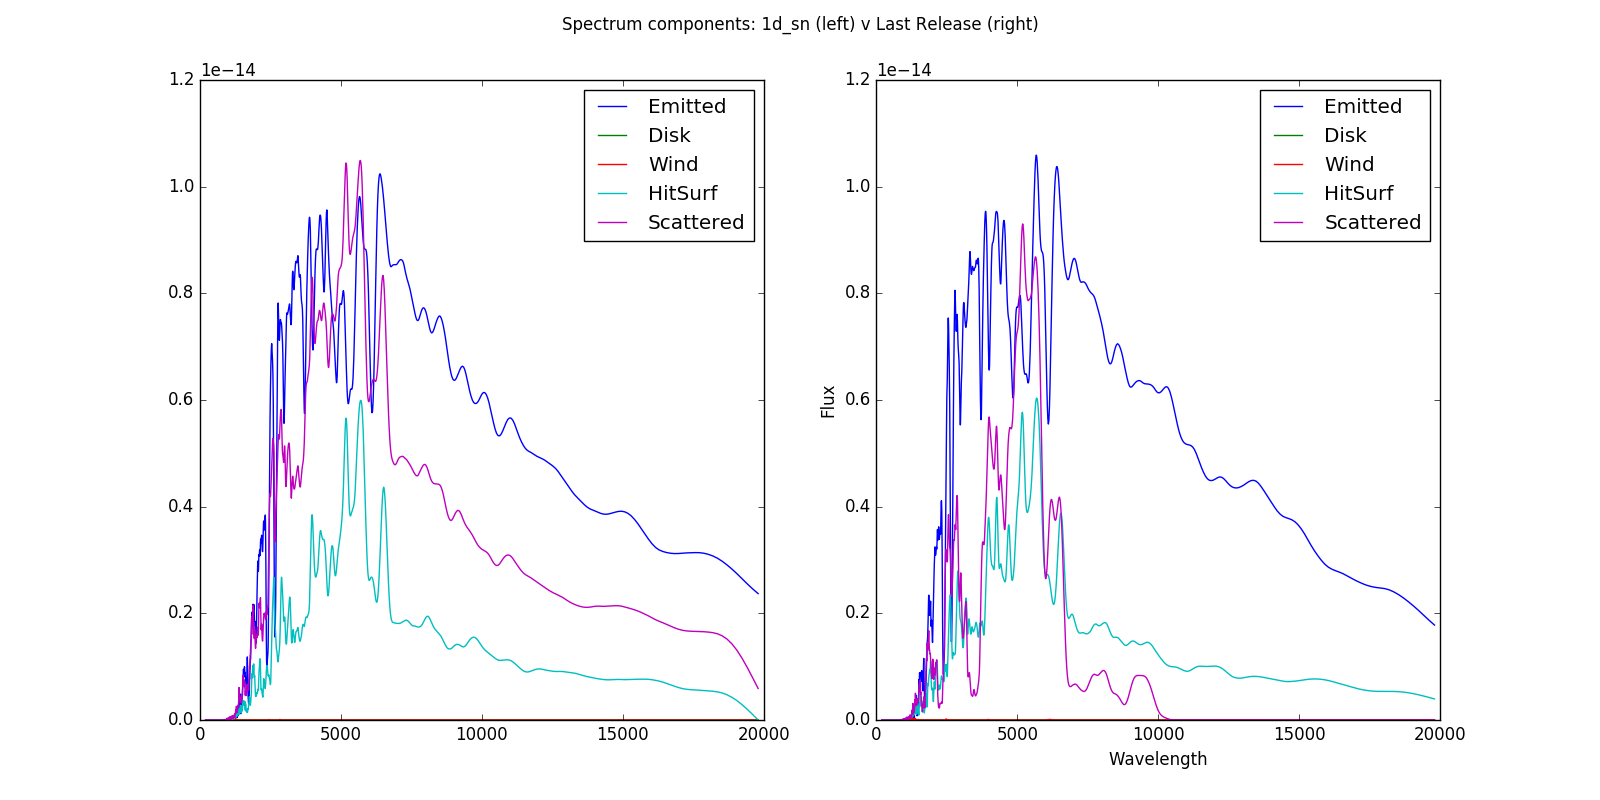 Spectrum components: 1d_sn (left) v Last Release (right)
1e−14
1.2
1.0
0.8
0.6
0.4
0.2
0.0
0
5000
10000
15000
20000
Emitted
Disk
Wind
HitSurf
Scattered
1e−14
1.2
1.0
0.8
0.6
0.4
0.2
0.0
Flux
0
5000
10000
15000
20000
Wavelength
Emitted
Disk
Wind
HitSurf
Scattered